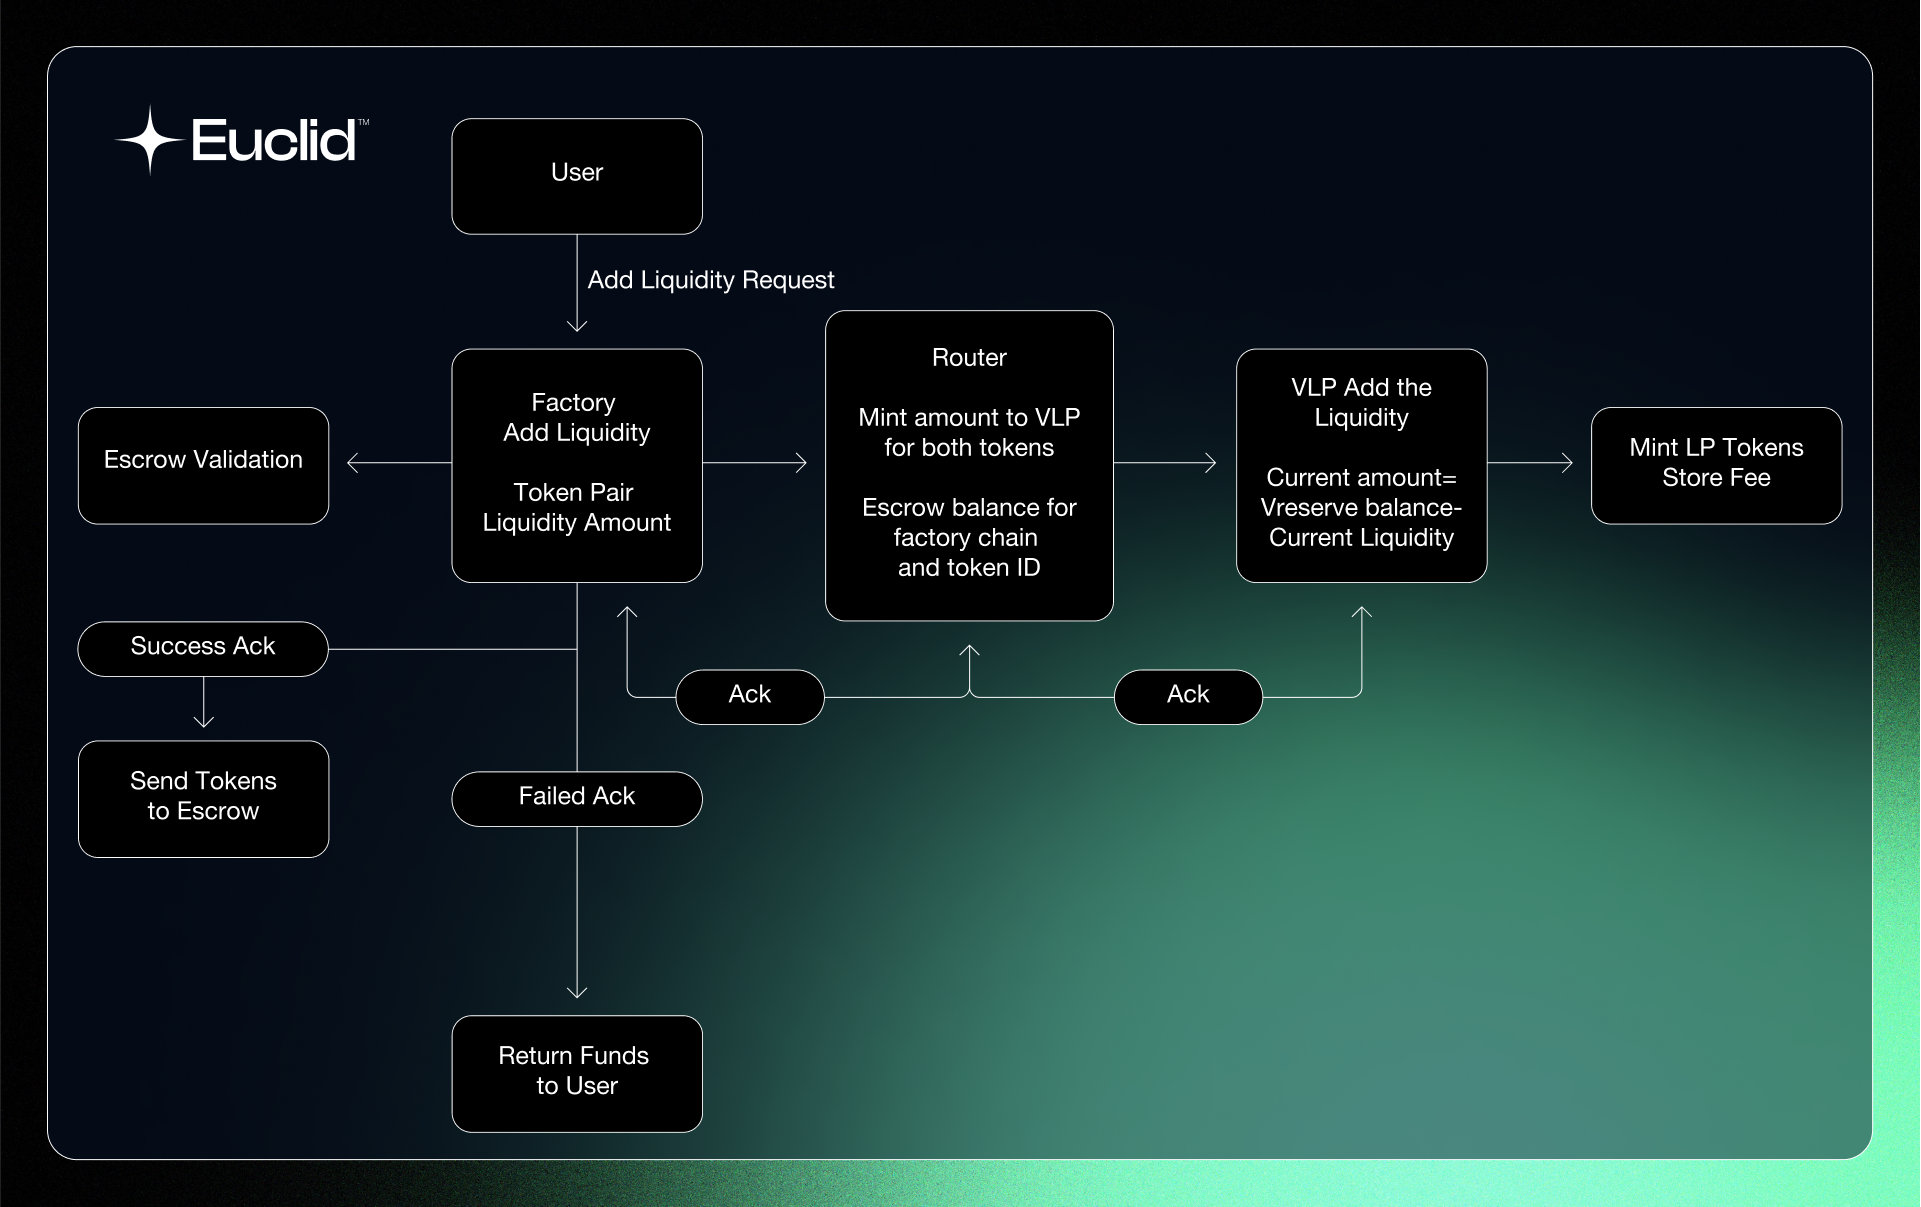 Euclid™
User
Add Liquidity Request
Factory
Add Liquidity
Token Pair
Liquidity Amount
Escrow Validation
Router
Mint amount to VLP
for both tokens
Escrow balance for
factory chain
and token ID
VLP Add the
Liquidity
Current amount=
Vreserve balance-
Current Liquidity
Mint LP Tokens
Store Fee
Success Ack
Ack
Ack
Send Tokens
to Escrow
Failed Ack
Return Funds
to User